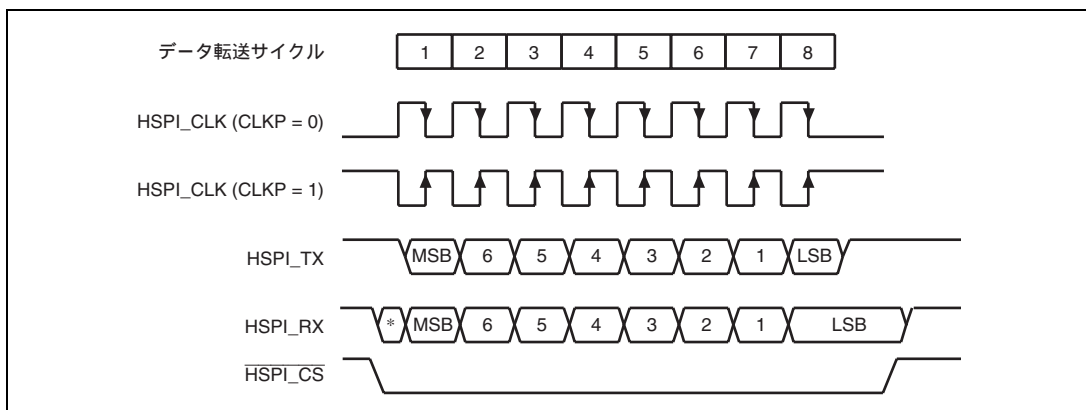 データ転送サイクル 1 2 3 4 5 6 7 8
HSPI_CLK (CLKP = 0)
HSPI_CLK (CLKP = 1)
HSPI_TX MSB 6 5 4 3 2 1 LSB
HSPI_RX * MSB 6 5 4 3 2 1 LSB
HSPI_CS